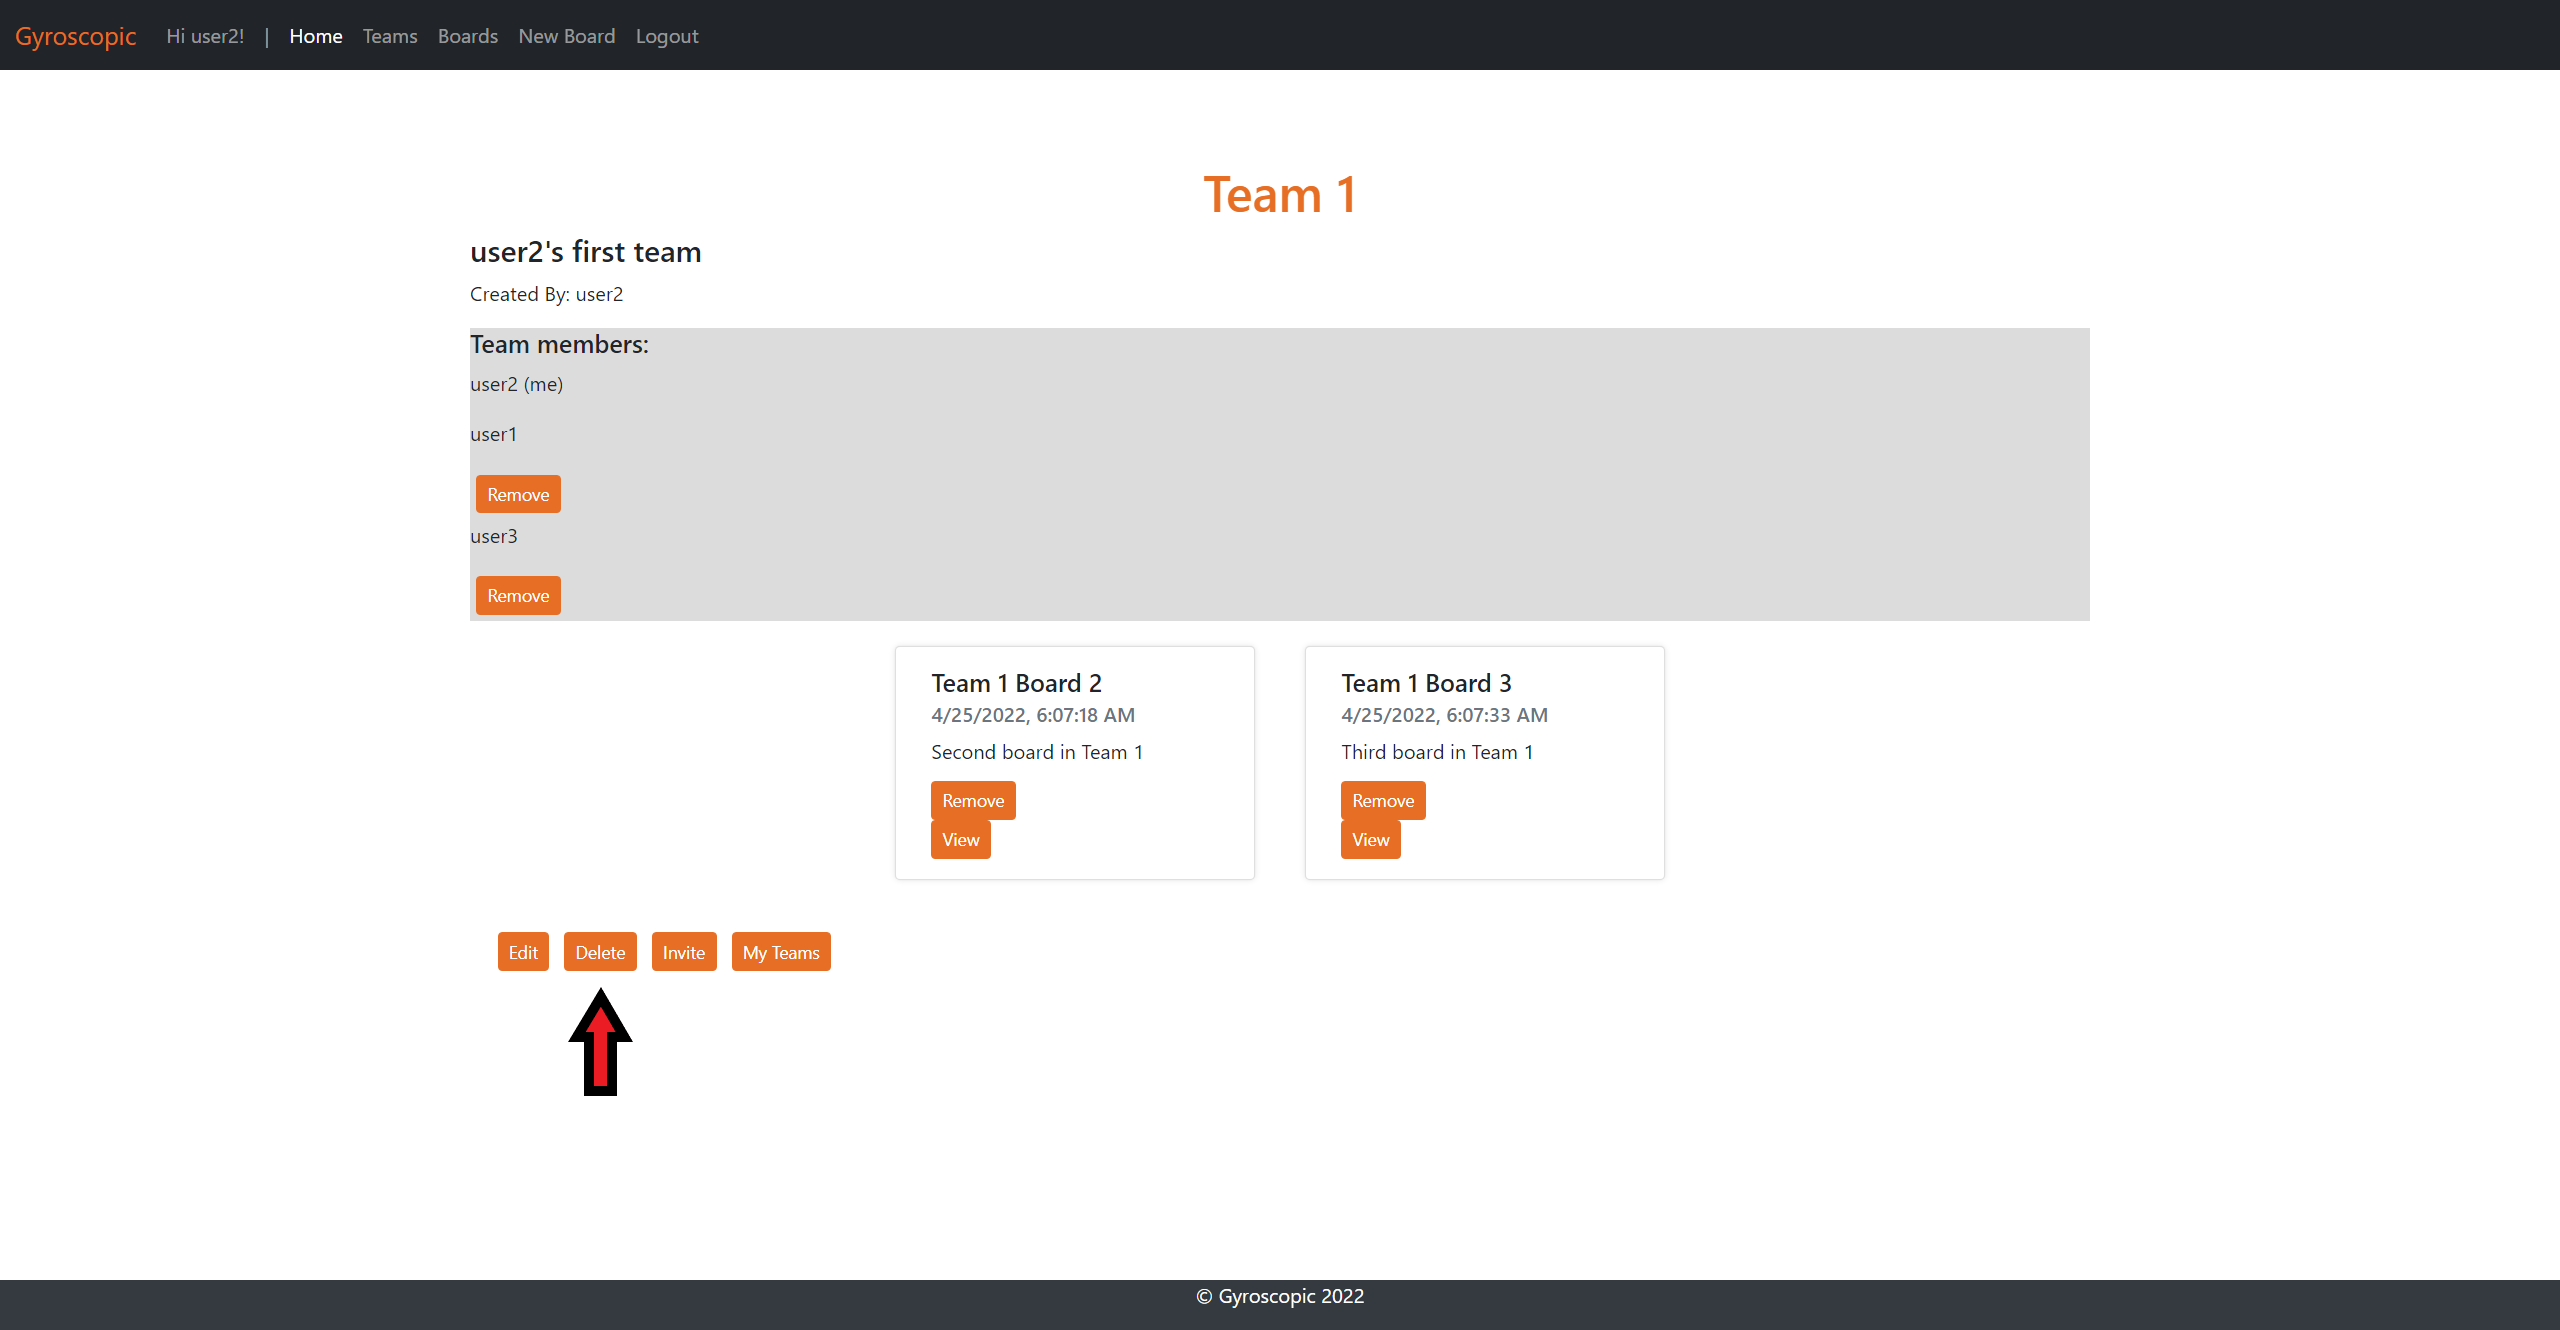 Gyroscopic Hi user2! | Home Teams Boards New Board Logout
Team 1
user2's first team
Created By: user2
Team members:
user2 (me)
user1
Remove
user3
Remove
Team 1 Board 2
4/25/2022, 6:07:18 AM
Second board in Team 1
Remove
View
Team 1 Board 3
4/25/2022, 6:07:33 AM
Third board in Team 1
Remove
View
Edit Delete Invite My Teams
© Gyroscopic 2022